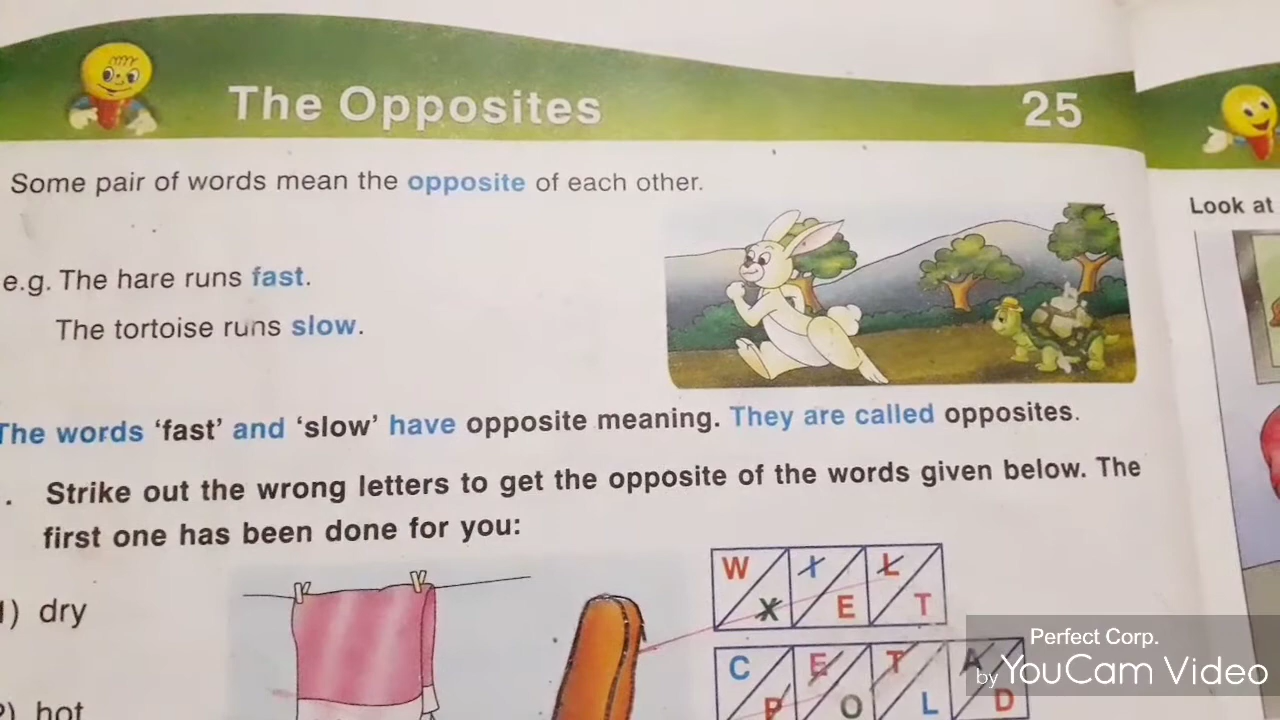 The Opposites 25
Some pair of words mean the opposite of each other.
Look at
e.g. The hare runs fast.
The tortoise runs slow.
The words 'fast' and 'slow' have opposite meaning. They are called opposites.
. Strike out the wrong letters to get the opposite of the words given below. The
first one has been done for you:
1) dry
W
E T
C E T A
P O L D
2) hot
Perfect Corp.
by YouCam Video